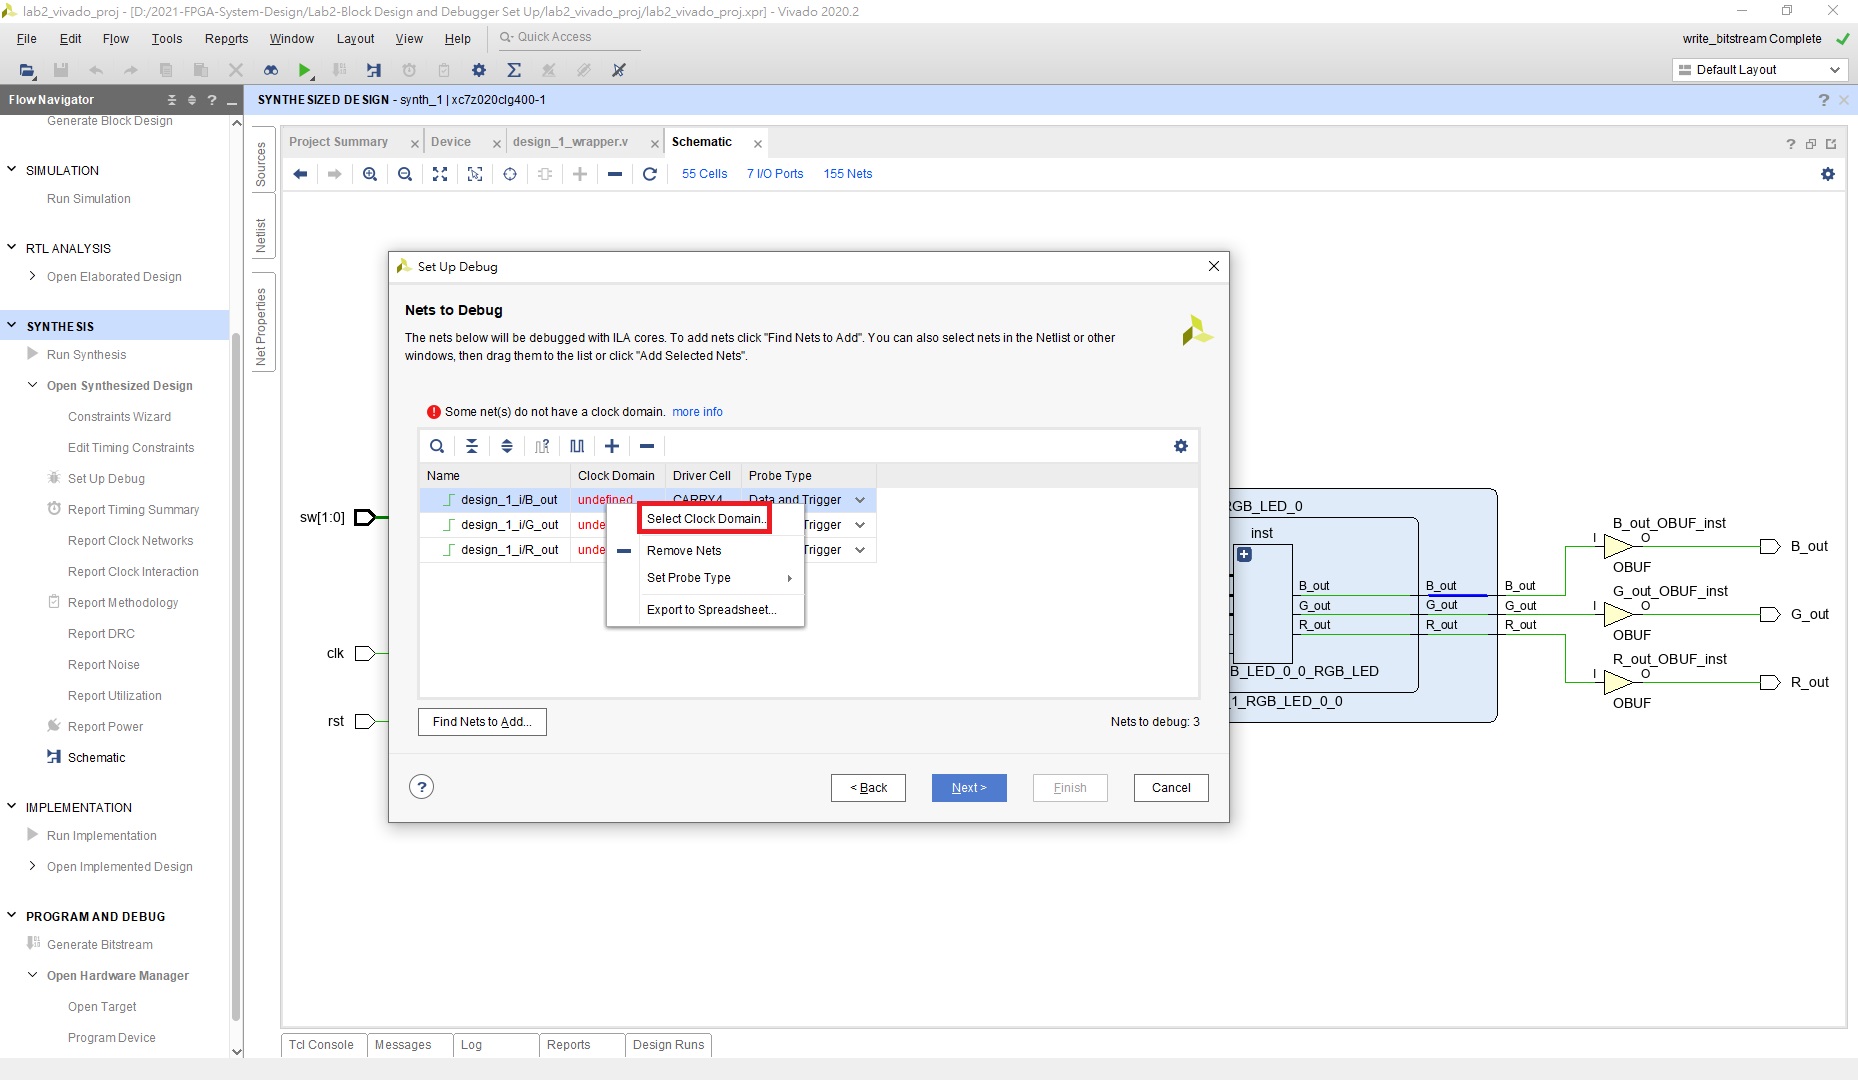 lab2_vivado_proj - [D:/2021-FPGA-System-Design/Lab2-Block Design and Debugger Set Up/lab2_vivado_proj/lab2_vivado_proj.xpr] - Vivado 2020.2
File Edit Flow Tools Reports Window Layout View Help Quick Access
write_bitstream Complete
Default Layout
Flow Navigator
SYNTHESIZED DESIGN - synth_1 | xc7z020clg400-1
Generate Block Design
SIMULATION
Run Simulation
RTL ANALYSIS
Open Elaborated Design
SYNTHESIS
Run Synthesis
Open Synthesized Design
Constraints Wizard
Edit Timing Constraints
Set Up Debug
Report Timing Summary
Report Clock Networks
Report Clock Interaction
Report Methodology
Report DRC
Report Noise
Report Utilization
Report Power
Schematic
IMPLEMENTATION
Run Implementation
Open Implemented Design
PROGRAM AND DEBUG
Generate Bitstream
Open Hardware Manager
Open Target
Program Device
Sources
Netlist
Net Properties
Project Summary Device design_1_wrapper.v Schematic
55 Cells 7 I/O Ports 155 Nets
sw[1:0]
clk
rst
Set Up Debug
Nets to Debug
The nets below will be debugged with ILA cores. To add nets click "Find Nets to Add". You can also select nets in the Netlist or other
windows, then drag them to the list or click "Add Selected Nets".
Some net(s) do not have a clock domain. more info
Name Clock Domain Driver Cell Probe Type
design_1_i/B_out undefined CARRY4 Data and Trigger
design_1_i/G_out unde Trigger
design_1_i/R_out unde Trigger
Select Clock Domain...
Remove Nets
Set Probe Type
Export to Spreadsheet...
Find Nets to Add...
Nets to debug: 3
? < Back Next > Finish Cancel
RGB_LED_0
inst
B_out B_out B_out
G_out G_out G_out
R_out R_out R_out
B_LED_0_0_RGB_LED
_1_RGB_LED_0_0
B_out_OBUF_inst
I O B_out
OBUF
G_out_OBUF_inst
I O G_out
OBUF
R_out_OBUF_inst
I O R_out
OBUF
Tcl Console Messages Log Reports Design Runs